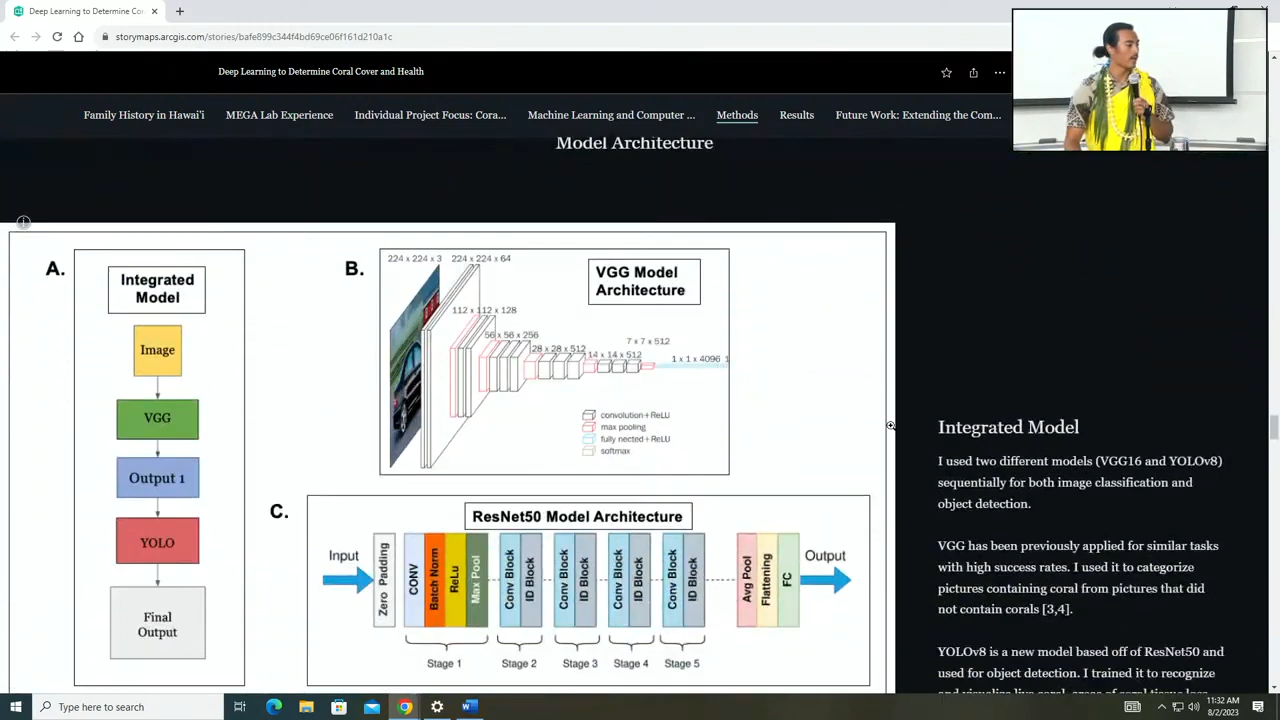 Deep Learning to Determine Cor
storymaps.arcgis.com/stories/bafe899c344f4bd69ce06f161d210a1c
Deep Learning to Determine Coral Cover and Health
Family History in Hawai'i
MEGA Lab Experience
Individual Project Focus: Cora...
Machine Learning and Computer ...
Methods
Results
Future Work: Extending the Com...
Model Architecture
A.
Integrated
Model
Image
VGG
Output 1
YOLO
Final
Output
B.
224 x 224 x 3
224 x 224 x 64
VGG Model
Architecture
112 x 112 x 128
56 x 56 x 256
28 x 28 x 512
14 x 14 x 512
7 x 7 x 512
1 x 1 x 4096
1
convolution+ReLU
max pooling
fully nected+ReLU
softmax
C.
ResNet50 Model Architecture
Input
Zero Padding
CONV
Batch Norm
ReLu
Max Pool
Conv Block
ID Block
Conv Block
ID Block
Conv Block
ID Block
Conv Block
ID Block
Avg Pool
Flattening
FC
Output
Stage 1
Stage 2
Stage 3
Stage 4
Stage 5
Integrated Model
I used two different models (VGG16 and YOLOv8)
sequentially for both image classification and
object detection.
VGG has been previously applied for similar tasks
with high success rates. I used it to categorize
pictures containing coral from pictures that did
not contain corals [3,4].
YOLOv8 is a new model based off of ResNet50 and
used for object detection. I trained it to recognize
and visualize live coral, areas of coral tissue loss
Type here to search
11:32 AM
8/2/2023